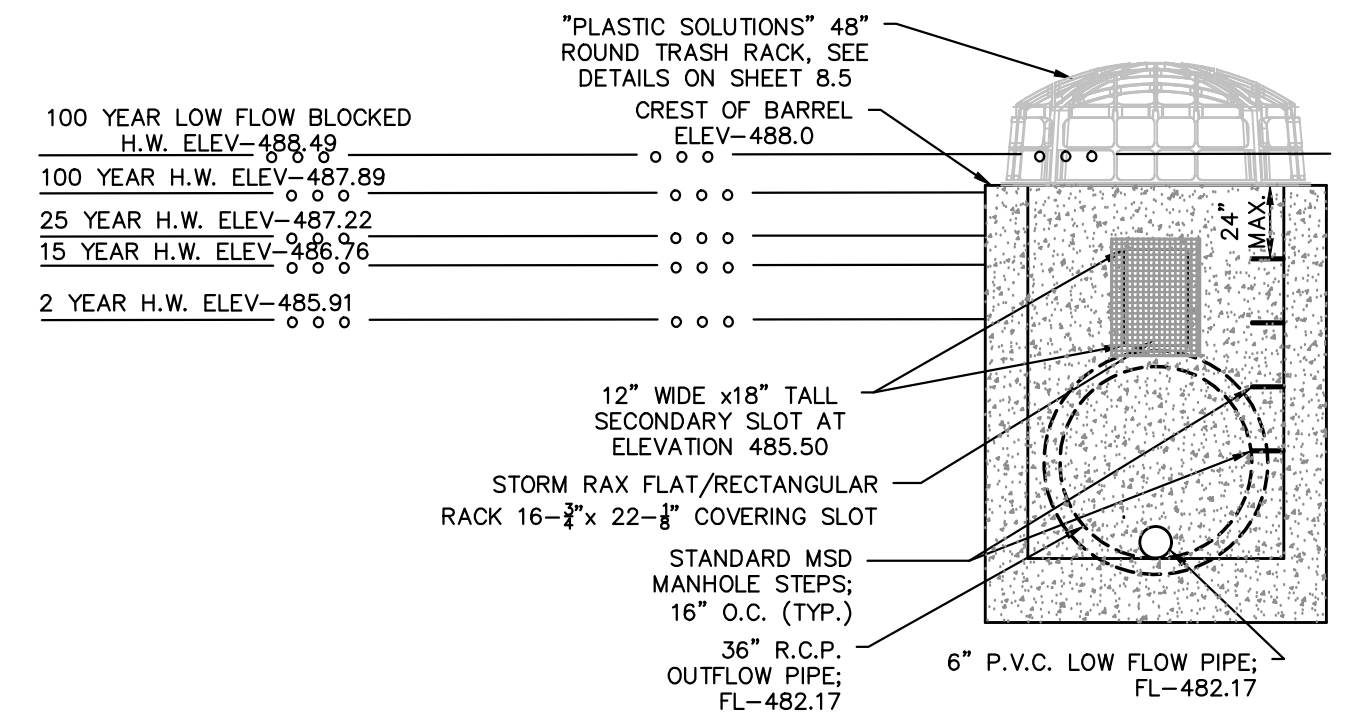 "PLASTIC SOLUTIONS" 48"
ROUND TRASH RACK, SEE
DETAILS ON SHEET 8.5
CREST OF BARREL
ELEV-488.0
100 YEAR LOW FLOW BLOCKED
H.W. ELEV-488.49
100 YEAR H.W. ELEV-487.89
25 YEAR H.W. ELEV-487.22
15 YEAR H.W. ELEV-486.76
2 YEAR H.W. ELEV-485.91
24"
MAX.
12" WIDE x18" TALL
SECONDARY SLOT AT
ELEVATION 485.50
STORM RAX FLAT/RECTANGULAR
RACK 16-3/4"x 22-1/8" COVERING SLOT
STANDARD MSD
MANHOLE STEPS;
16" O.C. (TYP.)
36" R.C.P.
OUTFLOW PIPE;
FL-482.17
6" P.V.C. LOW FLOW PIPE;
FL-482.17